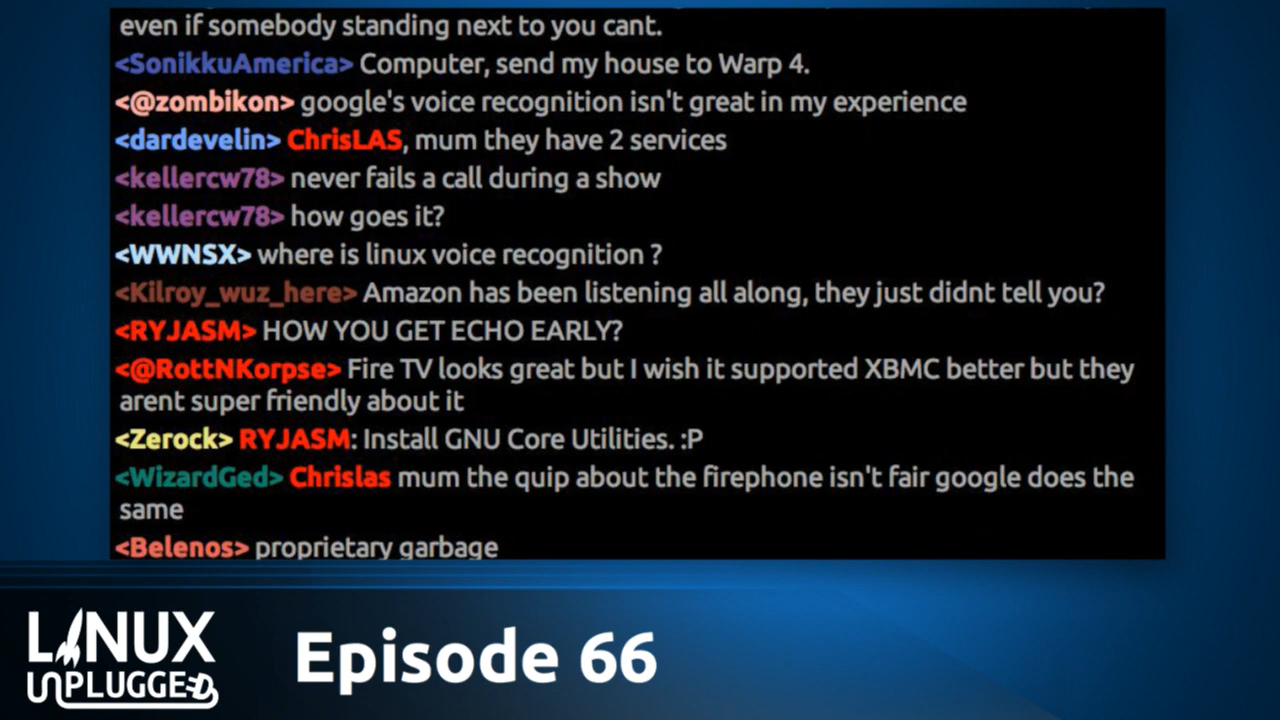 even if somebody standing next to you cant.
<SonikkuAmerica> Computer, send my house to Warp 4.
<@zombikon> google's voice recognition isn't great in my experience
<dardevelin> ChrisLAS, mum they have 2 services
<kellercw78> never fails a call during a show
<kellercw78> how goes it?
<WWNSX> where is linux voice recognition ?
<Kilroy_wuz_here> Amazon has been listening all along, they just didnt tell you?
<RYJASM> HOW YOU GET ECHO EARLY?
<@RottNKorpse> Fire TV looks great but I wish it supported XBMC better but they
arent super friendly about it
<Zerock> RYJASM: Install GNU Core Utilities. :P
<WizardGed> Chrislas mum the quip about the firephone isn't fair google does the
same
<Belenos> proprietary garbage
LINUX
UNPLUGGED
Episode 66